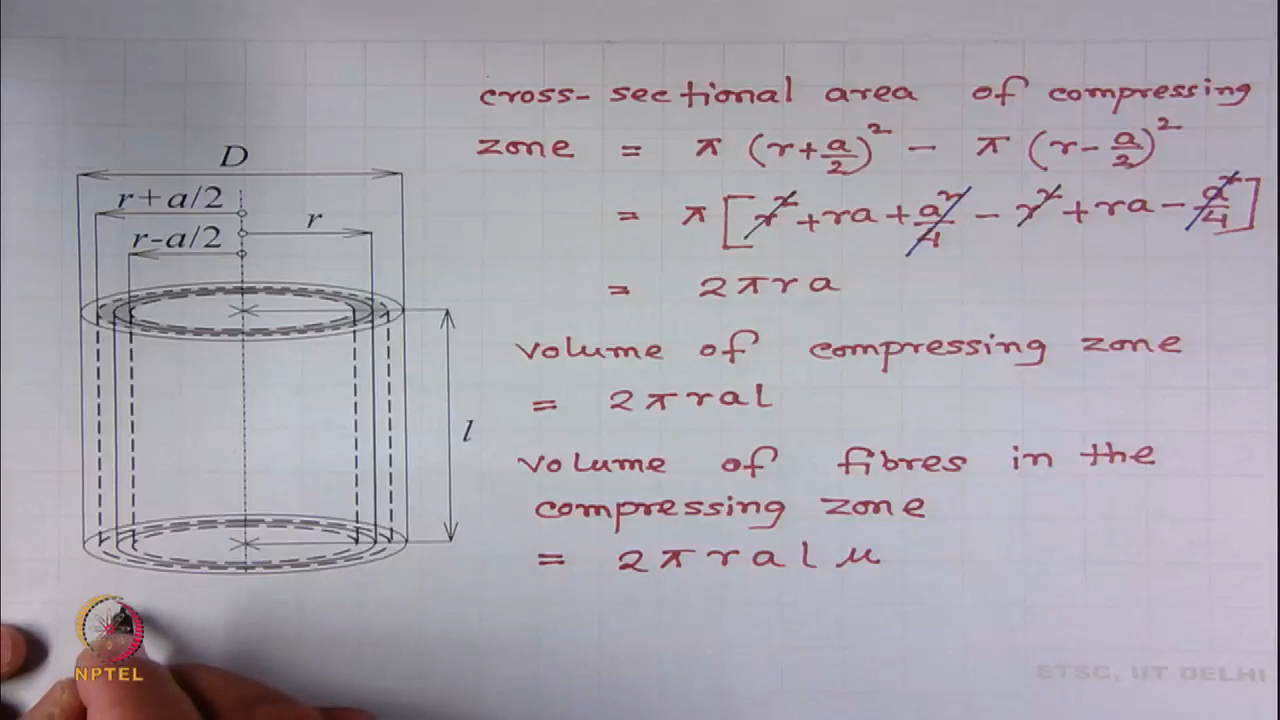 cross-sectional area of compressing
zone = π (r+a/2)² - π (r-a/2)²
= π [r² + ra + a²/4 - r² + ra - a²/4]
= 2πra
volume of compressing zone
= 2πral
volume of fibres in the
compressing zone
= 2πralμ
D
r+a/2
r
r-a/2
l
NPTEL
ETSC, IIT DELHI